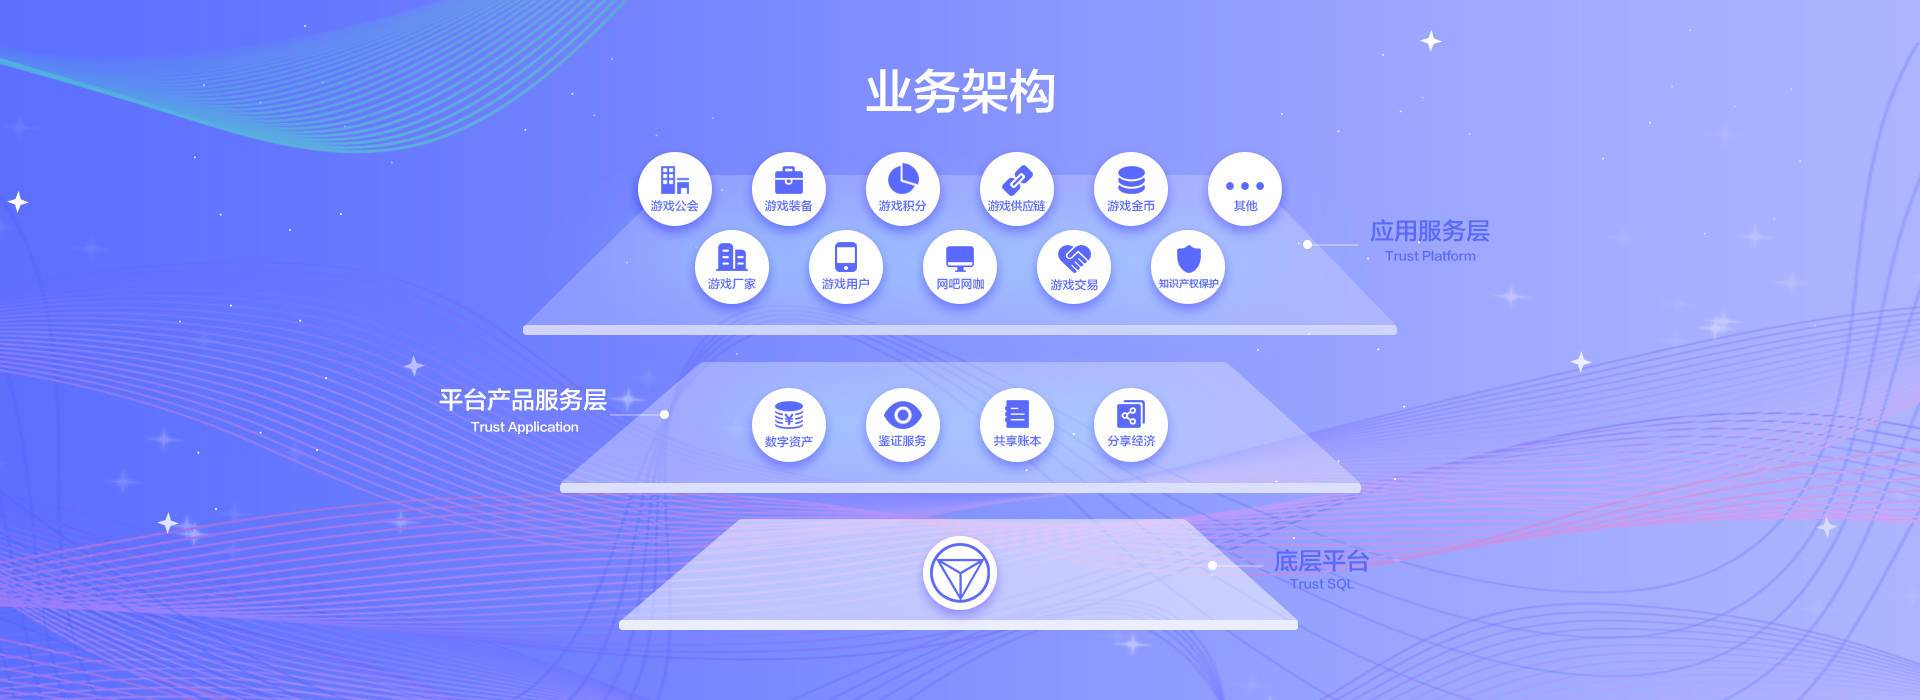 业务架构
游戏公会
游戏装备
游戏积分
游戏供应链
游戏金币
其他
游戏厂家
游戏用户
网吧网咖
游戏交易
知识产权保护
应用服务层
Trust Platform
平台产品服务层
Trust Application
¥
数字资产
鉴证服务
共享账本
分享经济
底层平台
Trust SQL